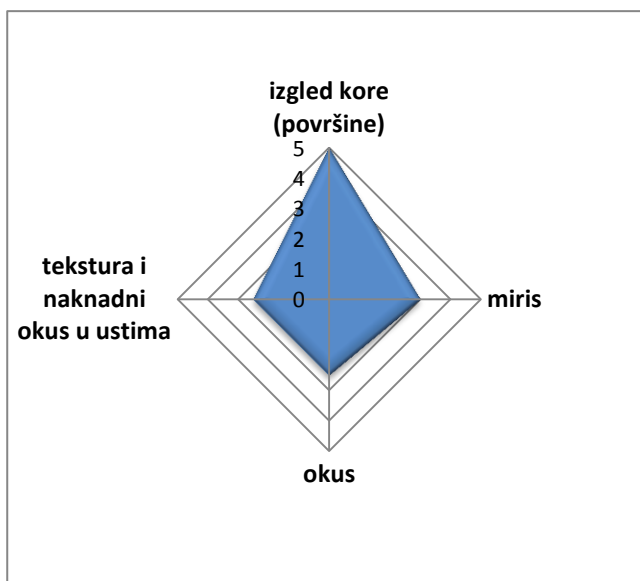 izgled kore
(površine)
5
4
3
2
1
0
tekstura i
naknadni
okus u ustima
miris
okus